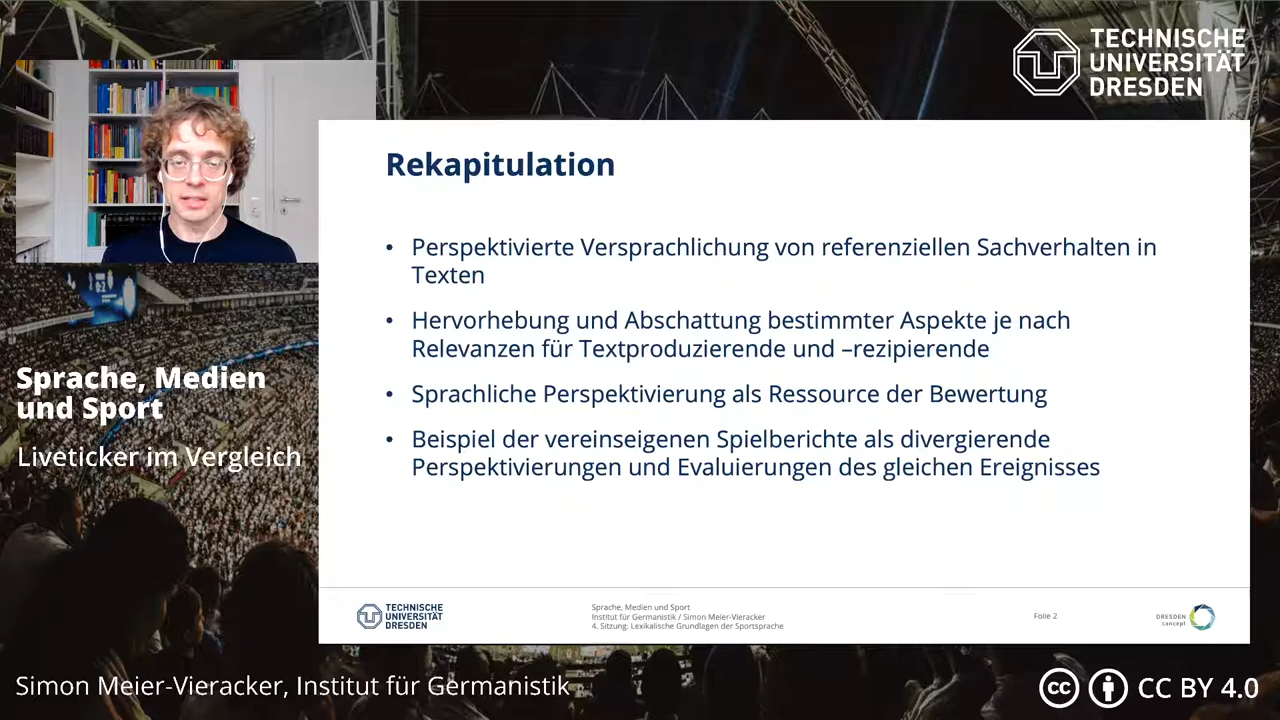 TECHNISCHE
UNIVERSITÄT
DRESDEN
Rekapitulation
• Perspektivierte Versprachlichung von referenziellen Sachverhalten in
Texten
• Hervorhebung und Abschattung bestimmter Aspekte je nach
Relevanzen für Textproduzierende und –rezipierende
• Sprachliche Perspektivierung als Ressource der Bewertung
• Beispiel der vereinseigenen Spielberichte als divergierende
Perspektivierungen und Evaluierungen des gleichen Ereignisses
Sprache, Medien
und Sport
Liveticker im Vergleich
TECHNISCHE
UNIVERSITÄT
DRESDEN
Sprache, Medien und Sport
Institut für Germanistik / Simon Meier-Vieracker
4. Sitzung: Lexikalische Grundlagen der Sportsprache
Folie 2
DRESDEN
concept
Simon Meier-Vieracker, Institut für Germanistik
cc
CC BY 4.0